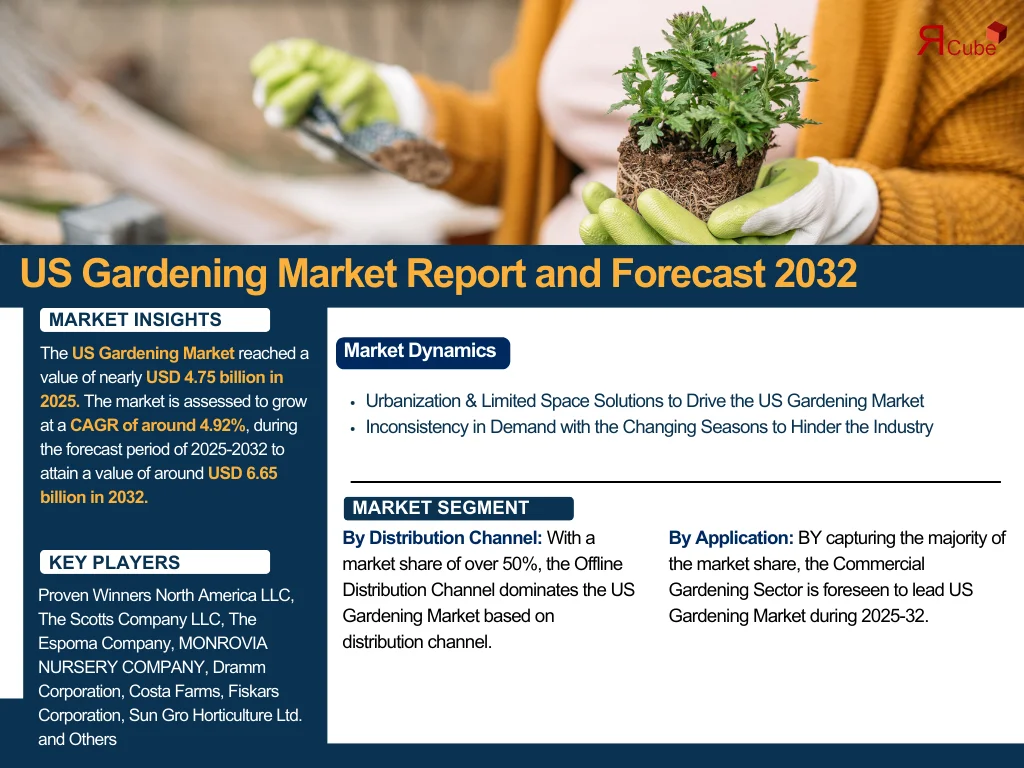 ЯCube
US Gardening Market Report and Forecast 2032
MARKET INSIGHTS
The US Gardening Market reached a
value of nearly USD 4.75 billion in
2025. The market is assessed to grow
at a CAGR of around 4.92%, during
the forecast period of 2025-2032 to
attain a value of around USD 6.65
billion in 2032.
KEY PLAYERS
Proven Winners North America LLC,
The Scotts Company LLC, The
Espoma Company, MONROVIA
NURSERY COMPANY, Dramm
Corporation, Costa Farms, Fiskars
Corporation, Sun Gro Horticulture Ltd.
and Others
Market Dynamics
• Urbanization & Limited Space Solutions to Drive the US Gardening Market
• Inconsistency in Demand with the Changing Seasons to Hinder the Industry
MARKET SEGMENT
By Distribution Channel: With a
market share of over 50%, the Offline
Distribution Channel dominates the US
Gardening Market based on
distribution channel.
By Application: BY capturing the majority of
the market share, the Commercial
Gardening Sector is foreseen to lead US
Gardening Market during 2025-32.